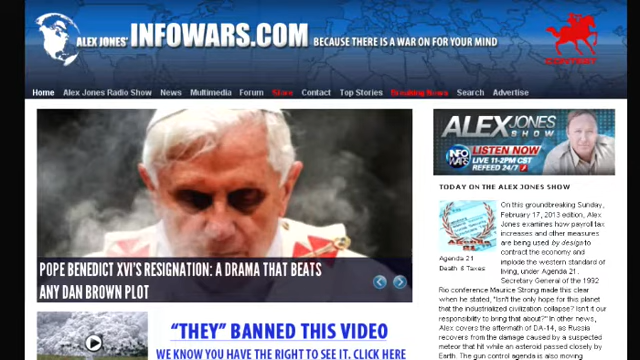 ALEX JONES' INFOWARS.COM BECAUSE THERE IS A WAR ON FOR YOUR MIND
Home Alex Jones Radio Show News Multimedia Forum Store Contact Top Stories Breaking News Search Advertise
POPE BENEDICT XVI'S RESIGNATION: A DRAMA THAT BEATS
ANY DAN BROWN PLOT
"THEY" BANNED THIS VIDEO
WE KNOW YOU HAVE THE RIGHT TO SEE IT. CLICK HERE
ALEX JONES
SHOW
INFO
WARS
LISTEN NOW
LIVE 11-2PM CST
REFEED 24/7
TODAY ON THE ALEX JONES SHOW
On this groundbreaking Sunday,
February 17, 2013 edition, Alex
Jones examines how payroll tax
increases and other measures
are being used by design to
contract the economy and
implode the western standard of
living, under Agenda 21.
Secretary General of the 1992
Agenda 21
Agenda 21
Death & Taxes
Rio conference Maurice Strong made this clear
when he stated, "Isn't the only hope for this planet
that the industrialized civilization collapse? Isn't it our
responsibility to bring that about?" In other news,
Alex covers the aftermath of DA-14, as Russia
recovers from the damage caused by a suspected
meteor that hit while an asteroid passed closely by
Earth. The gun control agenda is also moving